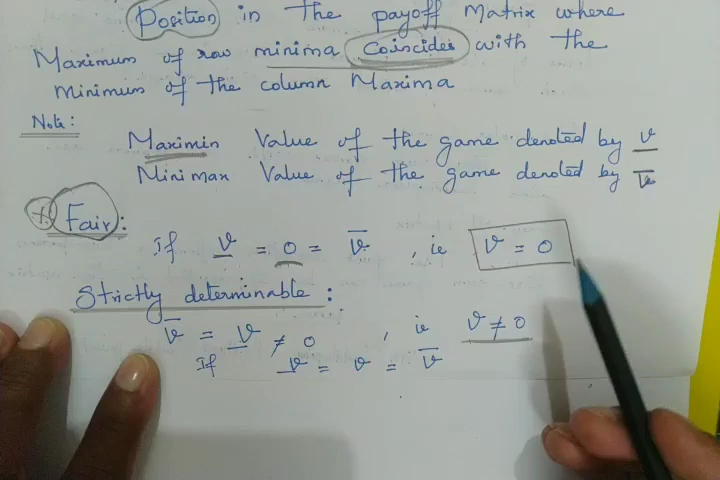 Position in the payoff Matrix where
Maximum of row minima Coincides with the
Minimum of the column Maxima
Note:
Maximin Value of the game denoted by v̲
Minimax Value of the game denoted by v̅
+ Fair:
If v̲ = 0 = v̅ , ie v = 0
Strictly determinable:
v̅ = v̲ ≠ 0 , ie v ≠ 0
If v̲ = v = v̅